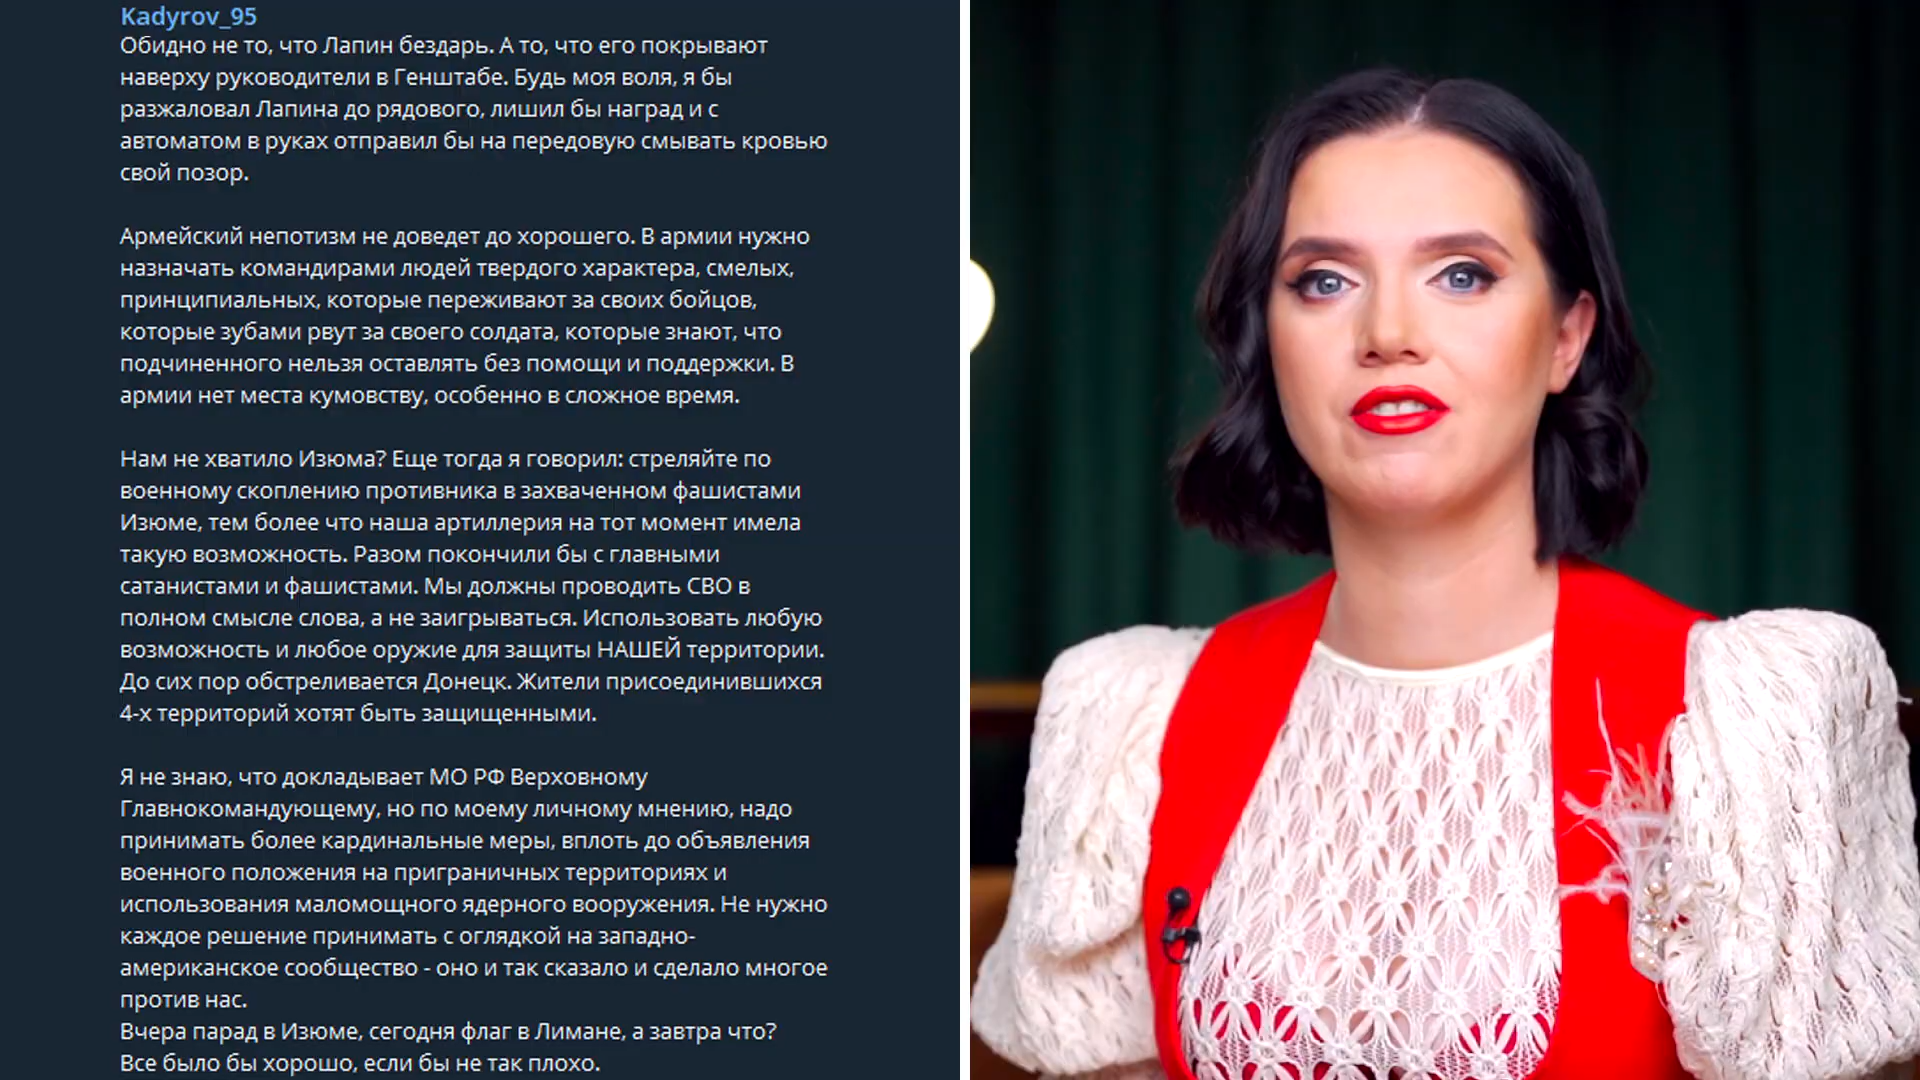 Kadyrov_95
Обидно не то, что Лапин бездарь. А то, что его покрывают
наверху руководители в Генштабе. Будь моя воля, я бы
разжаловал Лапина до рядового, лишил бы наград и с
автоматом в руках отправил бы на передовую смывать кровью
свой позор.
Армейский непотизм не доведет до хорошего. В армии нужно
назначать командирами людей твердого характера, смелых,
принципиальных, которые переживают за своих бойцов,
которые зубами рвут за своего солдата, которые знают, что
подчиненного нельзя оставлять без помощи и поддержки. В
армии нет места кумовству, особенно в сложное время.
Нам не хватило Изюма? Еще тогда я говорил: стреляйте по
военному скоплению противника в захваченном фашистами
Изюме, тем более что наша артиллерия на тот момент имела
такую возможность. Разом покончили бы с главными
сатанистами и фашистами. Мы должны проводить СВО в
полном смысле слова, а не заигрываться. Использовать любую
возможность и любое оружие для защиты НАШЕЙ территории.
До сих пор обстреливается Донецк. Жители присоединившихся
4-х территорий хотят быть защищенными.
Я не знаю, что докладывает МО РФ Верховному
Главнокомандующему, но по моему личному мнению, надо
принимать более кардинальные меры, вплоть до объявления
военного положения на приграничных территориях и
использования маломощного ядерного вооружения. Не нужно
каждое решение принимать с оглядкой на западно-
американское сообщество - оно и так сказало и сделало многое
против нас.
Вчера парад в Изюме, сегодня флаг в Лимане, а завтра что?
Все было бы хорошо, если бы не так плохо.